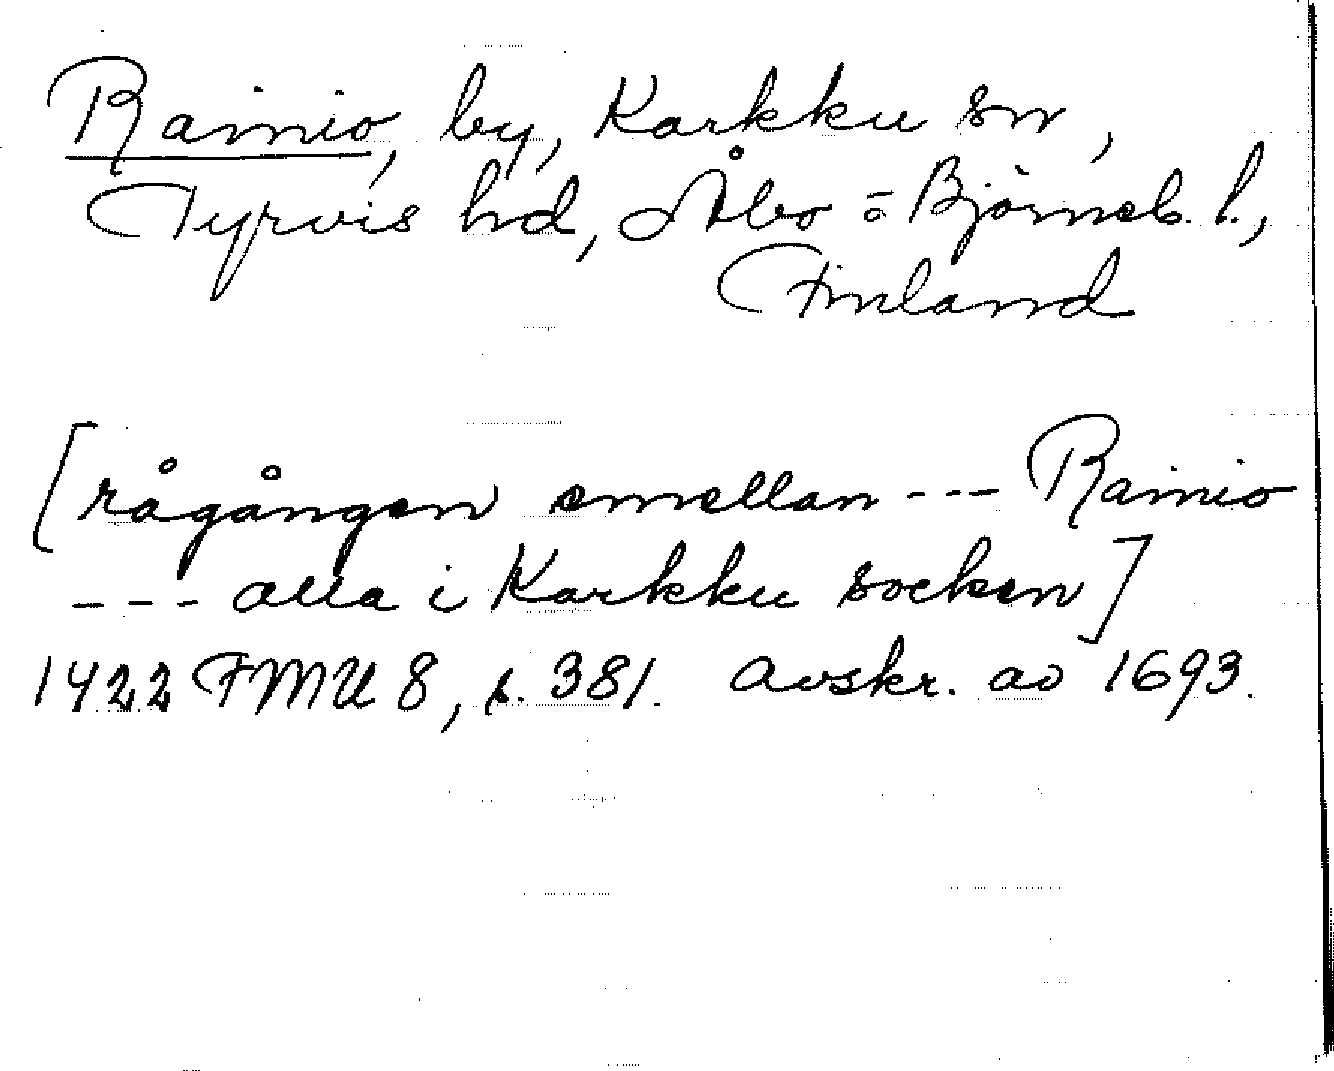 Rainio, by, Karkku sn,
Tyrvis hd, Åbo o Björneb. l.,
Finland
[rågången emellan --- Rainio
--- alla i Karkku socken]
1422 FMU 8, s. 381. Avskr. av 1693.